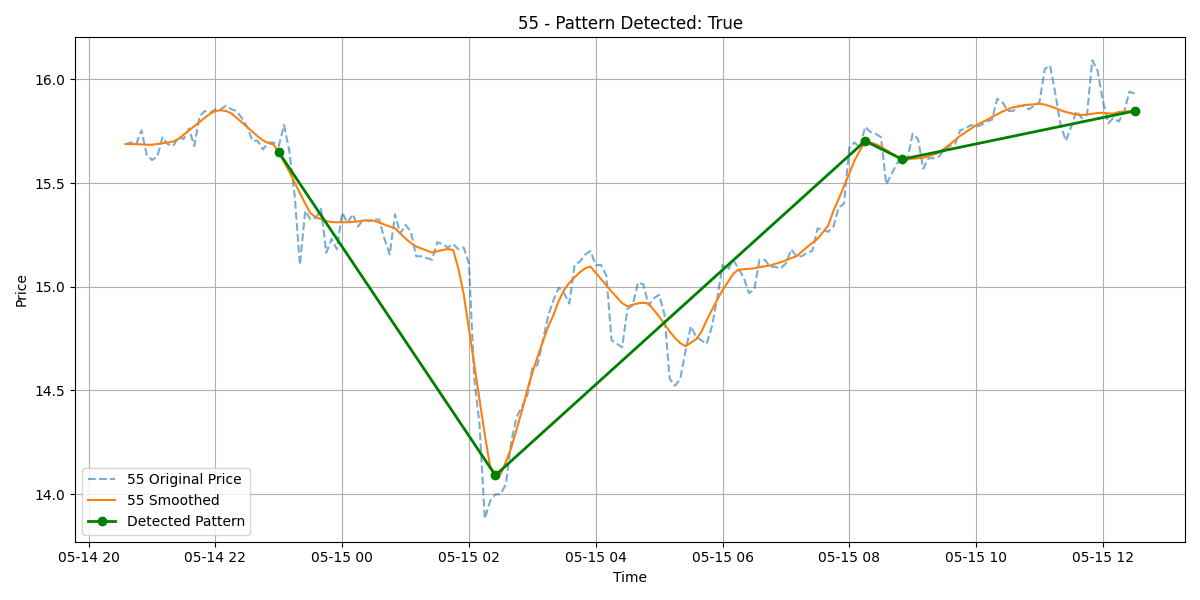 55 - Pattern Detected: True
Price
16.0
15.5
15.0
14.5
14.0
55 Original Price
55 Smoothed
Detected Pattern
05-14 20 05-14 22 05-15 00 05-15 02 05-15 04 05-15 06 05-15 08 05-15 10 05-15 12
Time